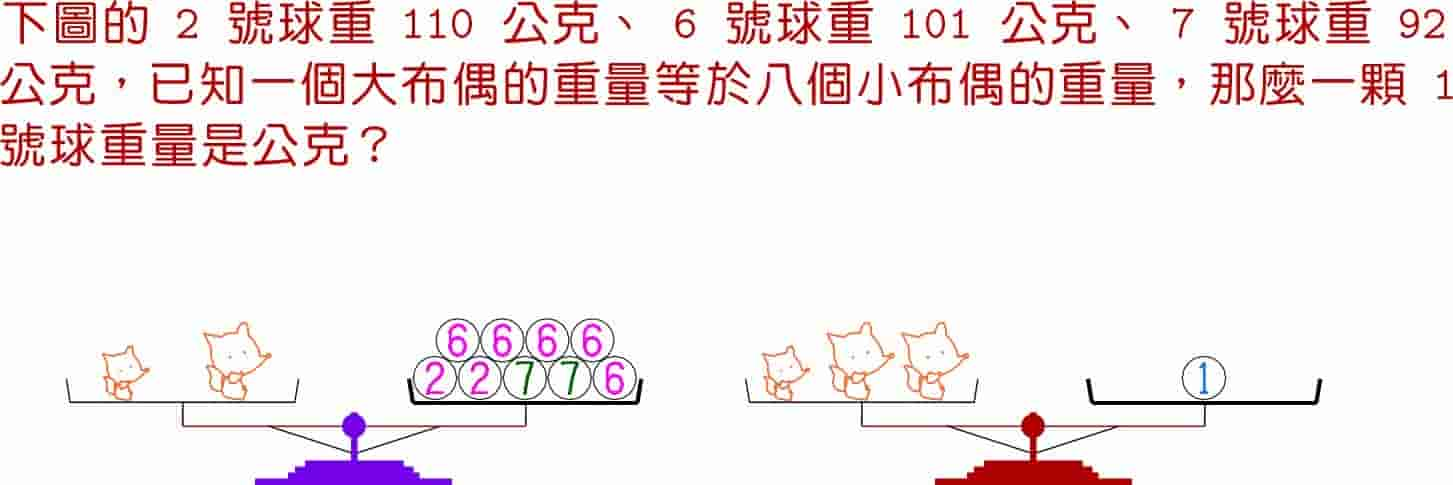 下圖的 2 號球重 110 公克、 6 號球重 101 公克、 7 號球重 92
公克，已知一個大布偶的重量等於八個小布偶的重量，那麼一顆 1
號球重量是公克？
6 6 6 6
2 2 7 7 6
1